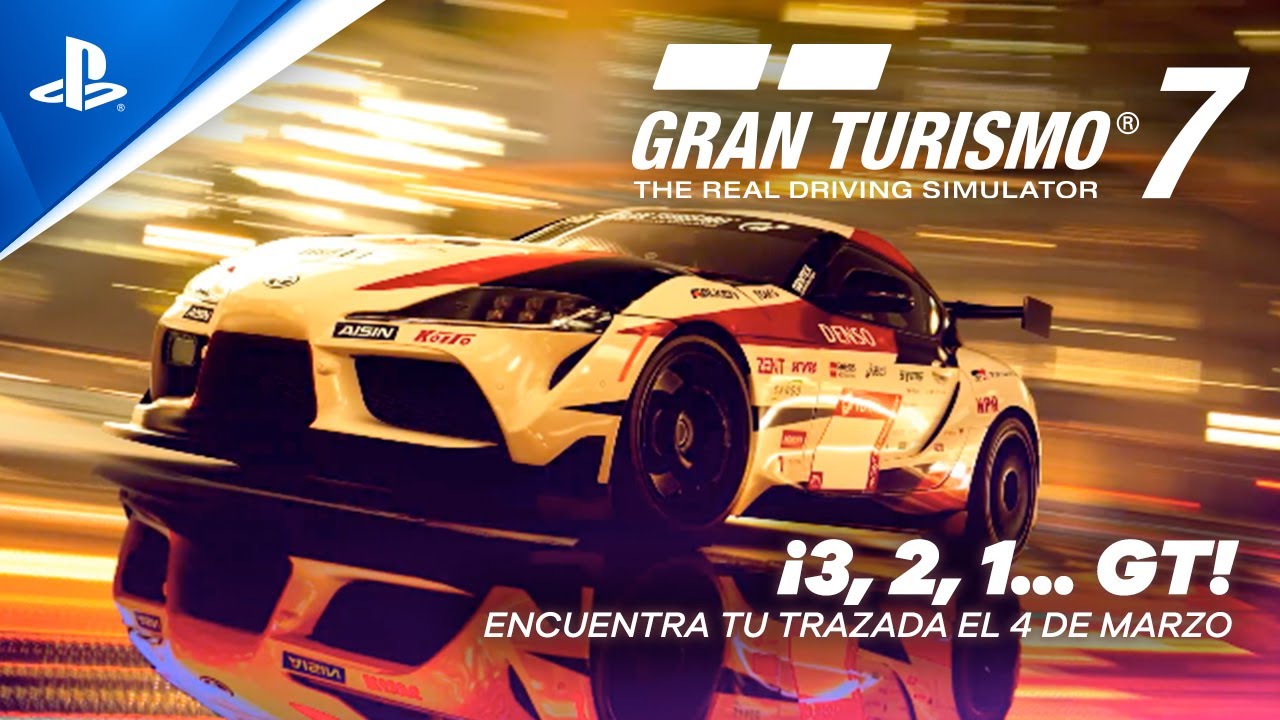 GRAN TURISMO® 7
THE REAL DRIVING SIMULATOR
AISIN
KOITO
FALKEN
DENSO
ZENT
¡3, 2, 1... GT!
ENCUENTRA TU TRAZADA EL 4 DE MARZO